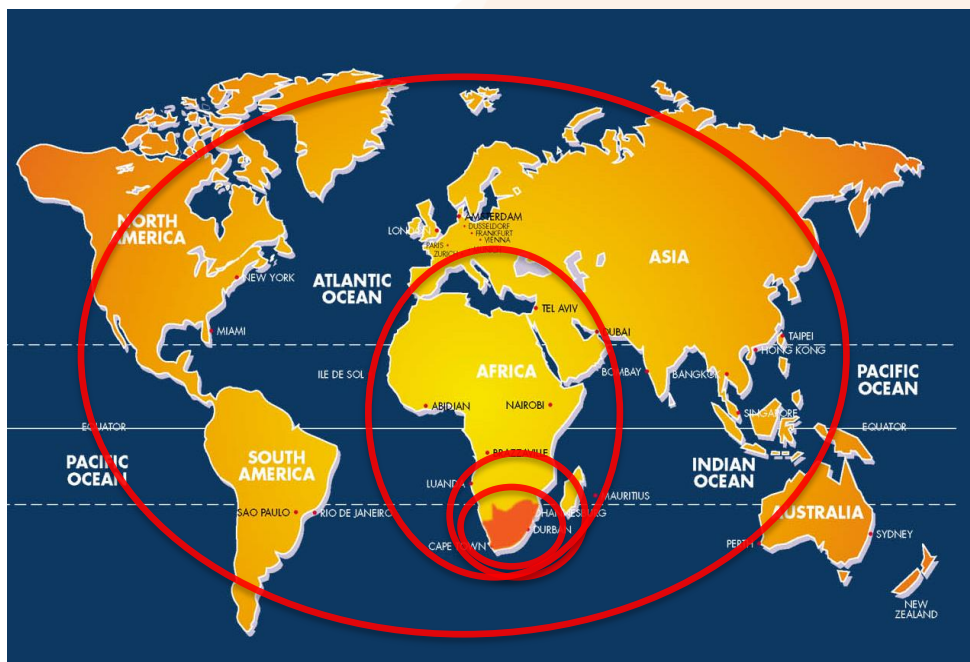 AMSTERDAM
DUSSELDORF
FRANKFURT
VIENNA
PARIS
ZURICH
NORTH
AMERICA
NEW YORK
ATLANTIC
OCEAN
ASIA
TEL AVIV
MIAMI
DUBAI
TAIPEI
HONG KONG
ILE DE SOL
AFRICA
BOMBAY
BANGKOK
PACIFIC
OCEAN
ABIDIAN
NAIROBI
SINGAPORE
EQUATOR
EQUATOR
BRAZZAVILLE
PACIFIC
OCEAN
SOUTH
AMERICA
INDIAN
OCEAN
LUANDA
MAURITIUS
SAO PAULO
RIO DE JANEIRO
AUSTRALIA
DURBAN
SYDNEY
CAPE TOWN
PERTH
NEW
ZEALAND